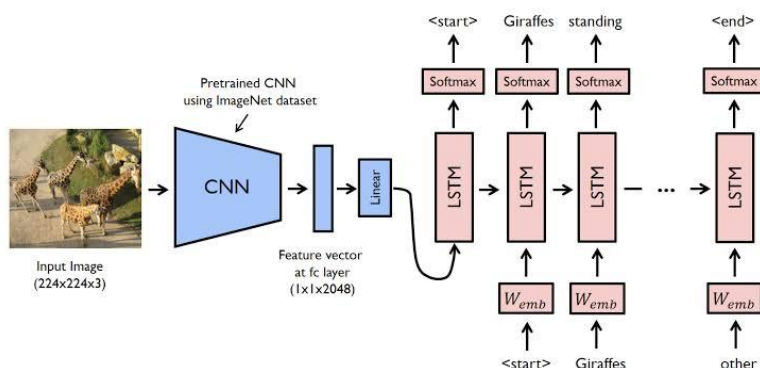 <start> Giraffes standing <end>
Softmax Softmax Softmax Softmax
Pretrained CNN
using ImageNet dataset
CNN
Linear
LSTM LSTM LSTM ... LSTM
Input Image
(224x224x3)
Feature vector
at fc layer
(1x1x2048)
W_emb W_emb W_emb
<start> Giraffes other